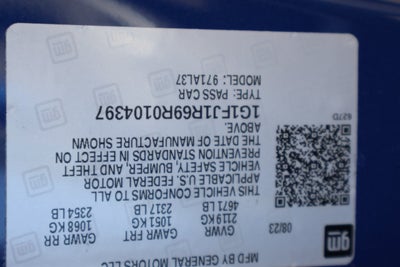 MFD BY GENERAL MOTORS LLC
08/23
GVWR GAWR FRT GAWR RR
2119 KG 1051 KG 1068 KG
4671 LB 2317 LB 2354 LB
THIS VEHICLE CONFORMS TO ALL
APPLICABLE U.S. FEDERAL MOTOR
VEHICLE SAFETY, BUMPER, AND THEFT
PREVENTION STANDARDS IN EFFECT ON
THE DATE OF MANUFACTURE SHOWN
ABOVE.
1G1FJ1R69R0104397
TYPE: PASS CAR
MODEL: 971AL37
627D
gm